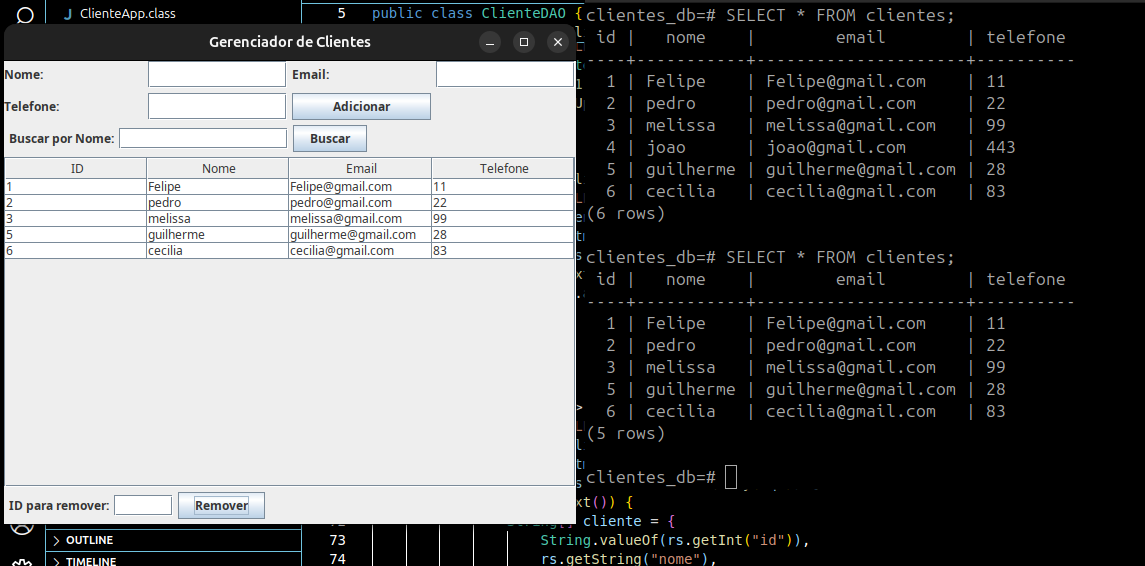 ClienteApp.class
5 public class ClienteDAO {
Gerenciador de Clientes
Nome:
Email:
Telefone:
Adicionar
Buscar por Nome:
Buscar
ID Nome Email Telefone
1 Felipe Felipe@gmail.com 11
2 pedro pedro@gmail.com 22
3 melissa melissa@gmail.com 99
5 guilherme guilherme@gmail.com 28
6 cecilia cecilia@gmail.com 83
ID para remover:
Remover
OUTLINE
TIMELINE
clientes_db=# SELECT * FROM clientes;
id | nome | email | telefone
----+-----------+---------------------+----------
1 | Felipe | Felipe@gmail.com | 11
2 | pedro | pedro@gmail.com | 22
3 | melissa | melissa@gmail.com | 99
4 | joao | joao@gmail.com | 443
5 | guilherme | guilherme@gmail.com | 28
6 | cecilia | cecilia@gmail.com | 83
(6 rows)
clientes_db=# SELECT * FROM clientes;
id | nome | email | telefone
----+-----------+---------------------+----------
1 | Felipe | Felipe@gmail.com | 11
2 | pedro | pedro@gmail.com | 22
3 | melissa | melissa@gmail.com | 99
5 | guilherme | guilherme@gmail.com | 28
6 | cecilia | cecilia@gmail.com | 83
(5 rows)
clientes_db=#
xt()) {
cliente = {
73 String.valueOf(rs.getInt("id")),
74 rs.getString("nome"),